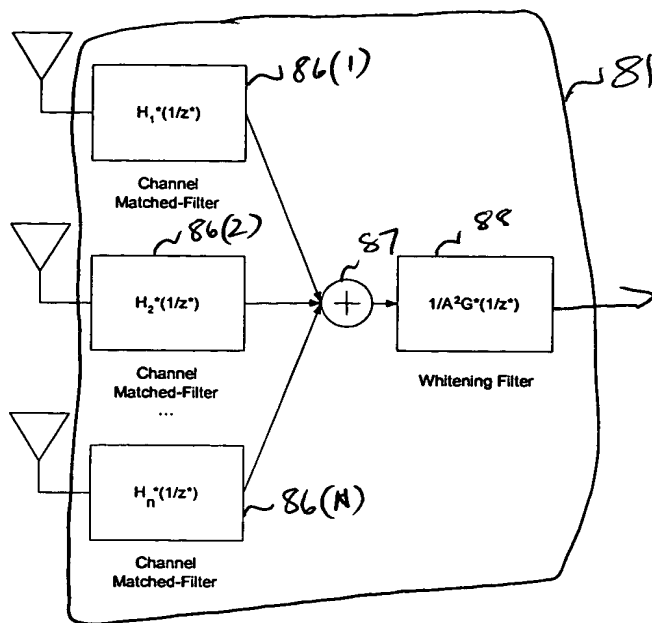 86(1)
H₁*(1/z*)
Channel
Matched-Filter
86(2)
H₂*(1/z*)
Channel
Matched-Filter
...
87
+
88
1/A²G*(1/z*)
Whitening Filter
Hₙ*(1/z*)
86(N)
Channel
Matched-Filter